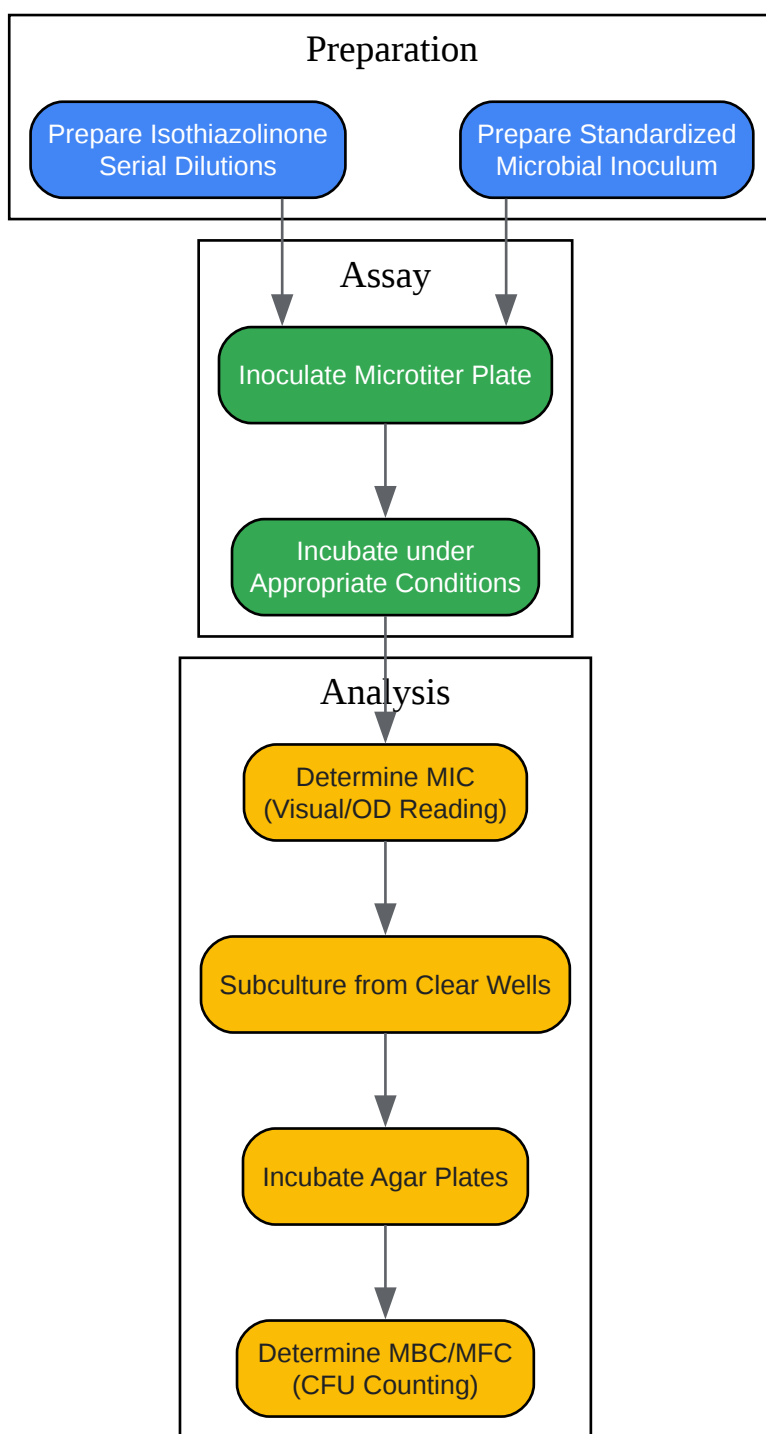 Preparation
Prepare Isothiazolinone
Serial Dilutions
Prepare Standardized
Microbial Inoculum
Assay
Inoculate Microtiter Plate
Incubate under
Appropriate Conditions
Analysis
Determine MIC
(Visual/OD Reading)
Subculture from Clear Wells
Incubate Agar Plates
Determine MBC/MFC
(CFU Counting)